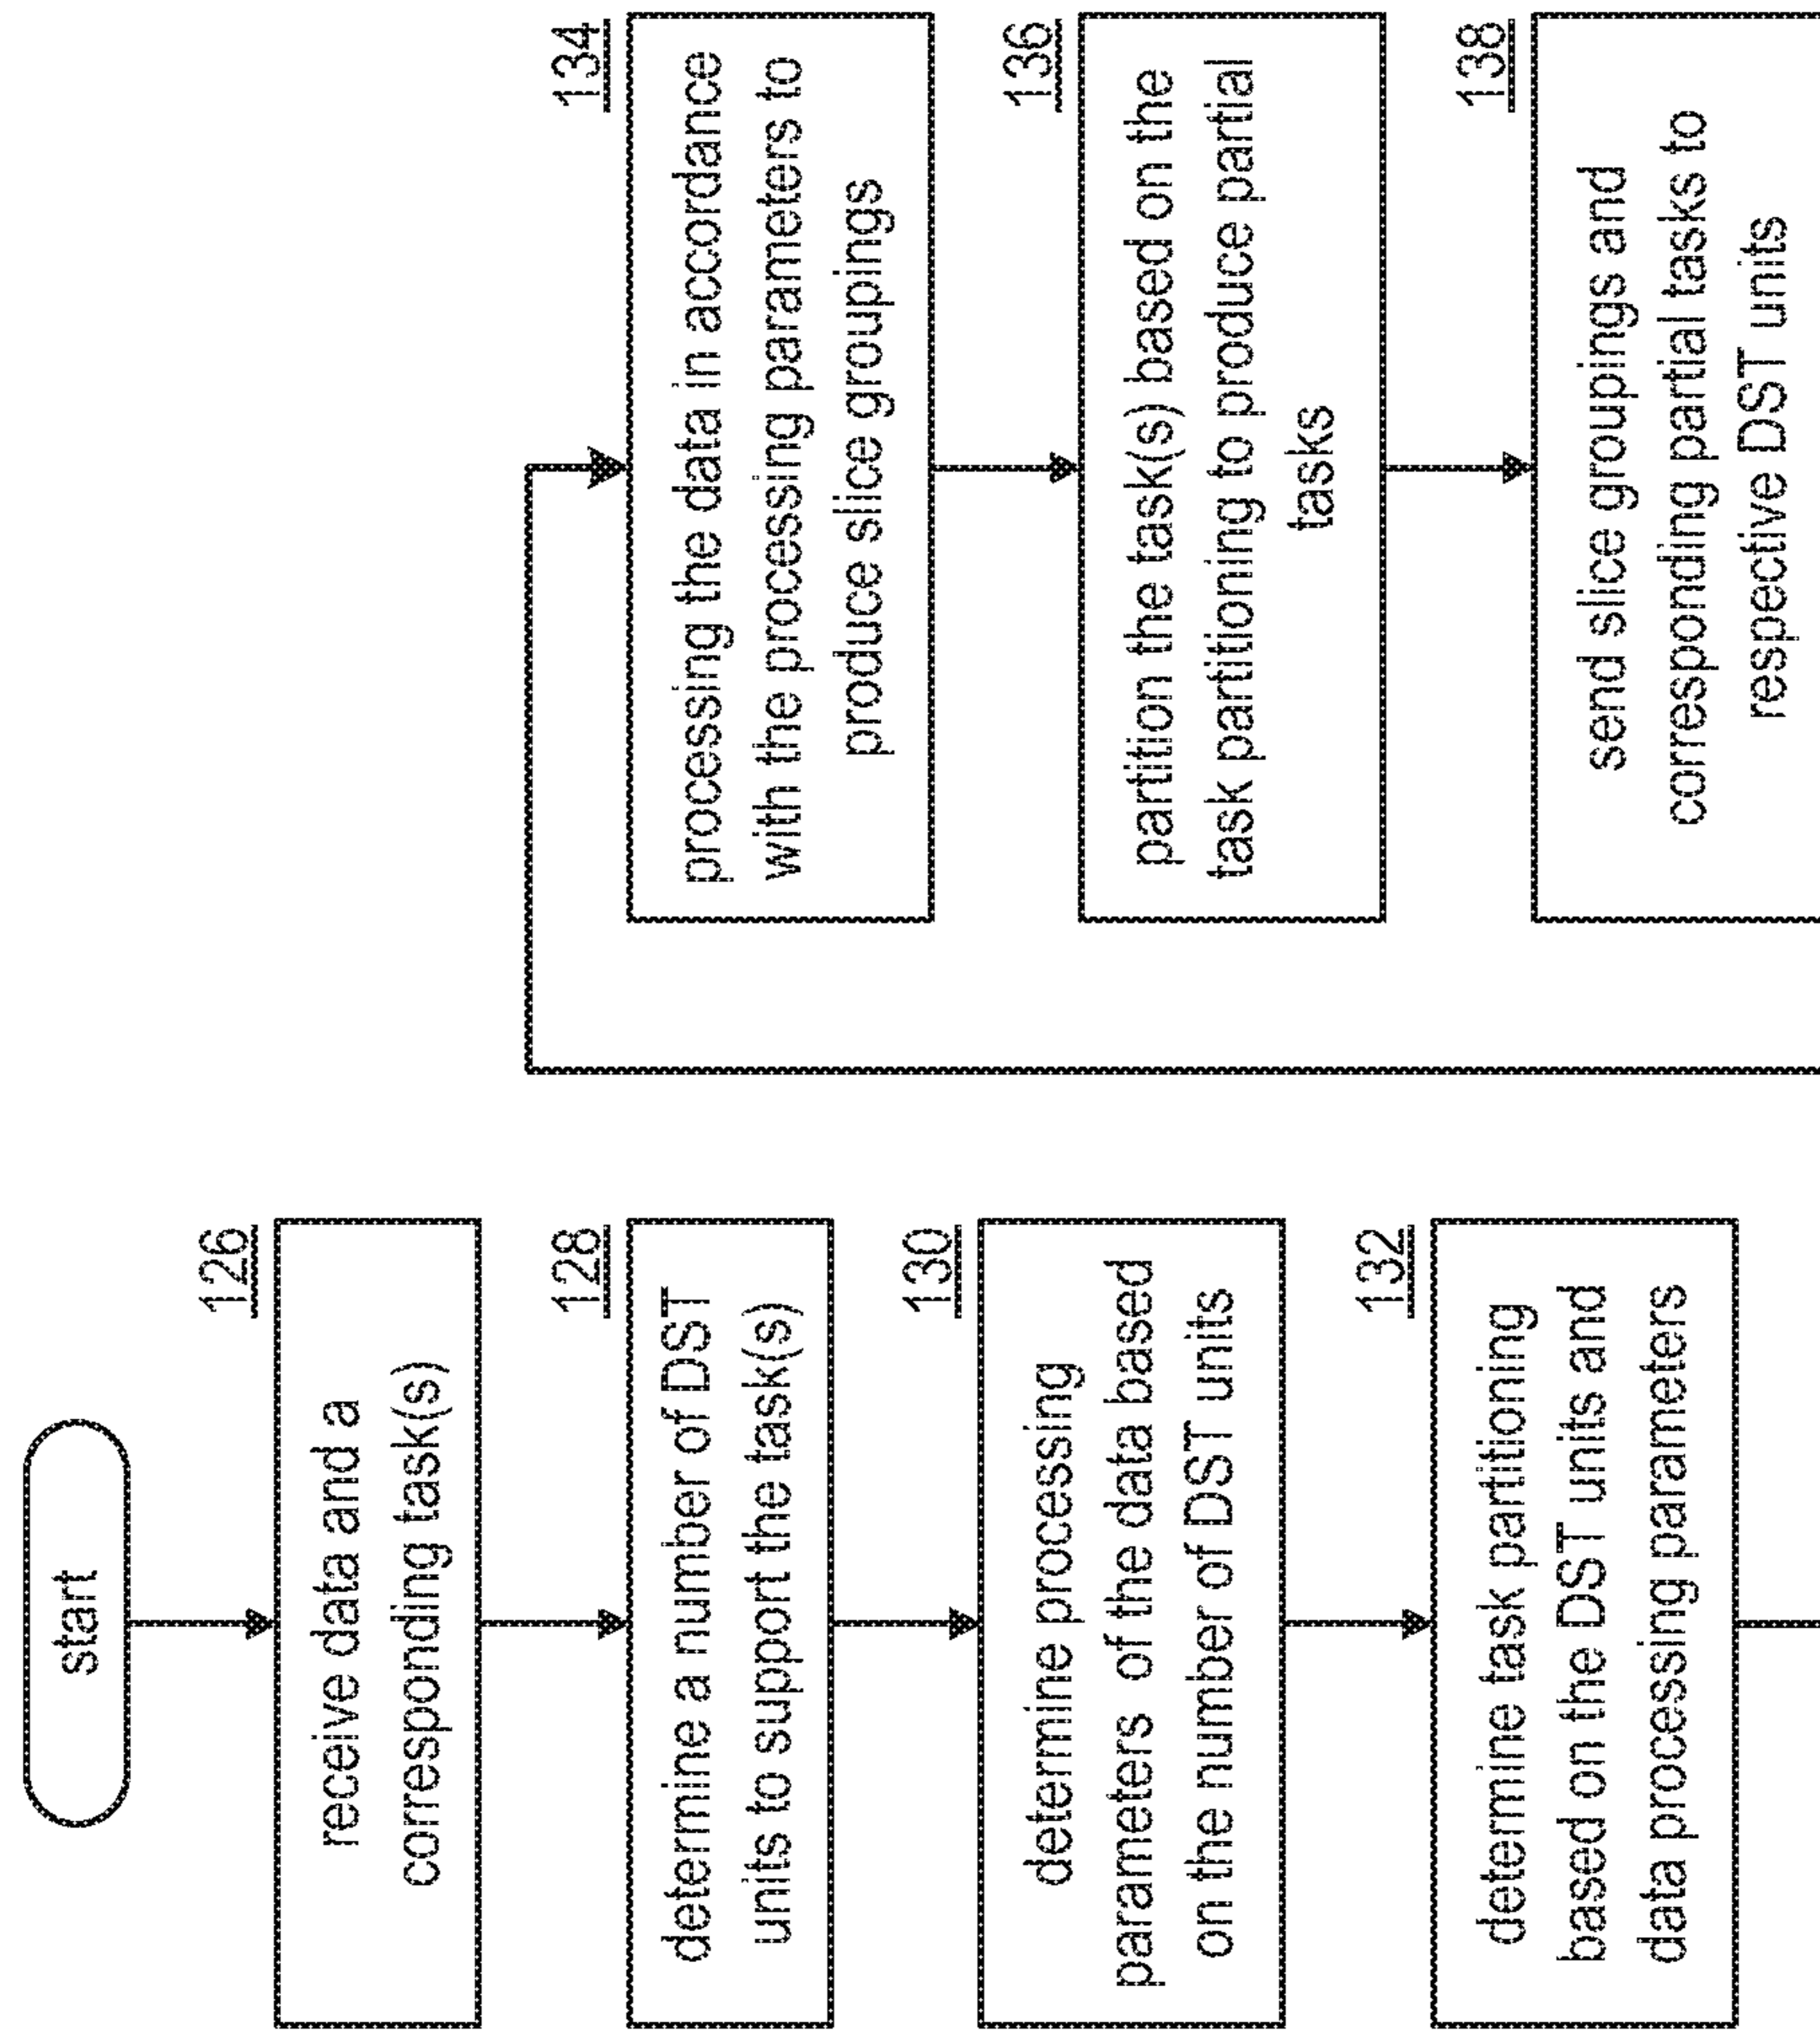 start
126
receive data and a
corresponding task(s)
128
determine a number of DST
units to support the task(s)
130
determine processing
parameters of the data based
on the number of DST units
132
determine task partitioning
based on the DST units and
data processing parameters
134
processing the data in accordance
with the processing parameters to
produce slice groupings
136
partition the task(s) based on the
task partitioning to produce partial
tasks
138
send slice groupings and
corresponding partial tasks to
respective DST units